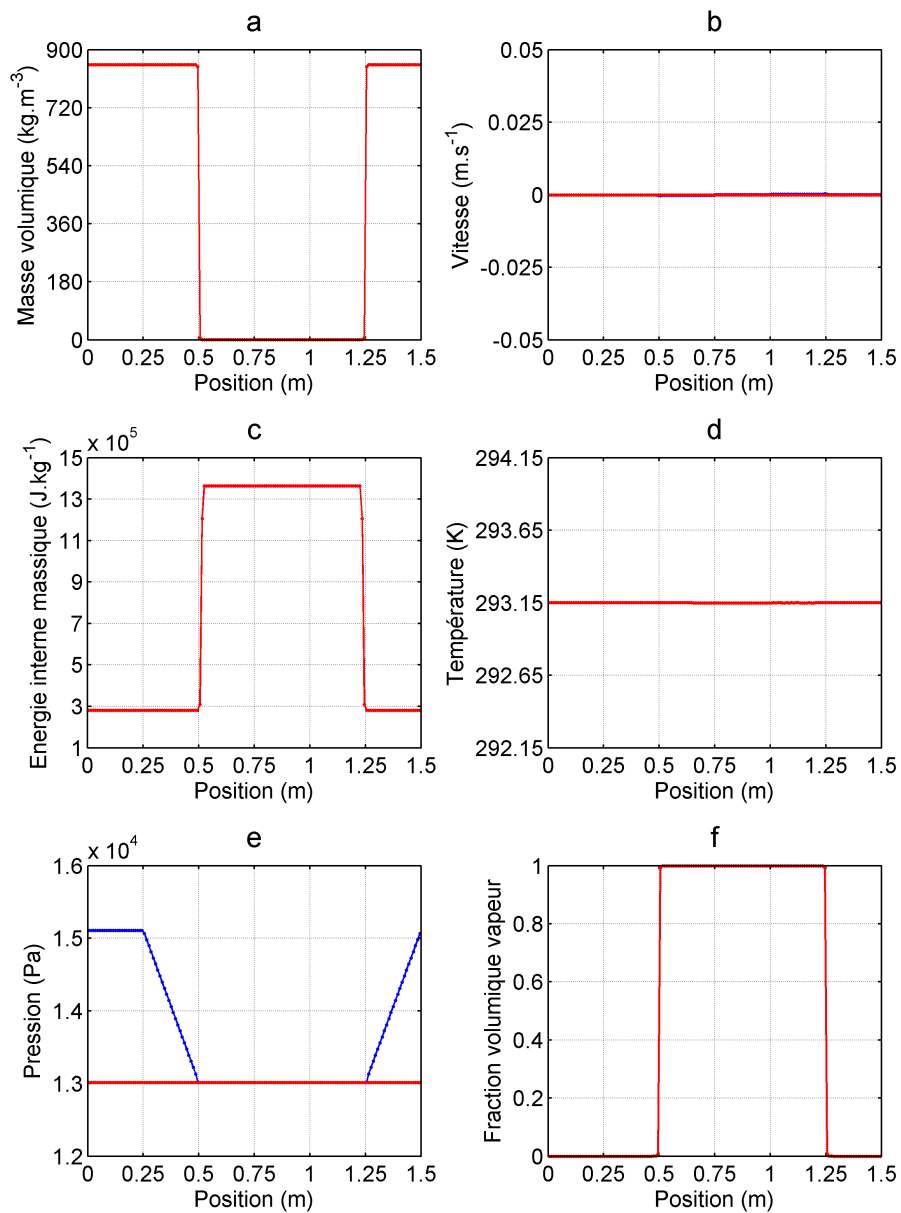 a
900
720
540
360
180
0
Masse volumique (kg.m-3)
0 0.25 0.5 0.75 1 1.25 1.5
Position (m)
b
0.05
0.025
0
-0.025
-0.05
Vitesse (m.s-1)
0 0.25 0.5 0.75 1 1.25 1.5
Position (m)
c
x 10^5
15
13
11
9
7
5
3
1
Energie interne massique (J.kg-1)
0 0.25 0.5 0.75 1 1.25 1.5
Position (m)
d
294.15
293.65
293.15
292.65
292.15
Température (K)
0 0.25 0.5 0.75 1 1.25 1.5
Position (m)
e
x 10^4
1.6
1.5
1.4
1.3
1.2
Pression (Pa)
0 0.25 0.5 0.75 1 1.25 1.5
Position (m)
f
1
0.8
0.6
0.4
0.2
0
Fraction volumique vapeur
0 0.25 0.5 0.75 1 1.25 1.5
Position (m)